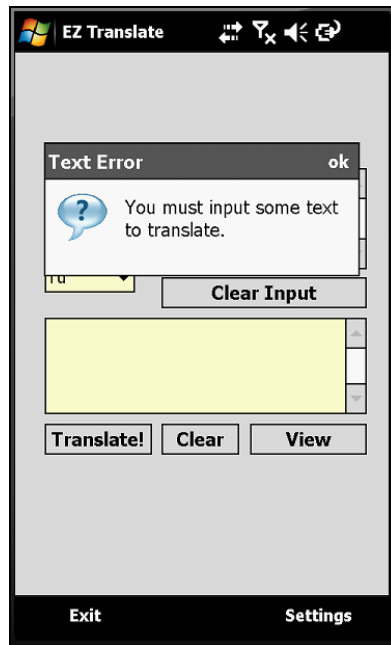 EZ Translate
Text Error ok
You must input some text
to translate.
Clear Input
Translate! Clear View
Exit Settings